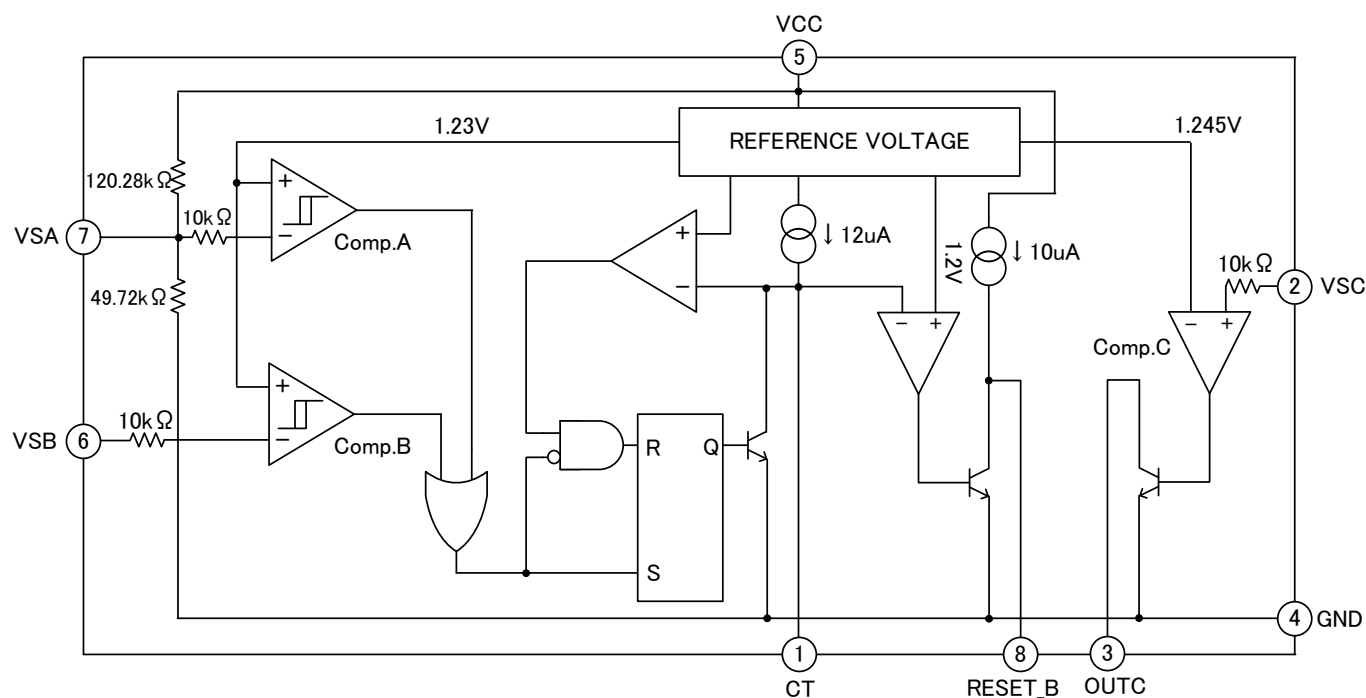 VCC
5
1.23V
REFERENCE VOLTAGE
1.245V
120.28kΩ
+
−
Comp.A
10kΩ
VSA
7
49.72kΩ
+
−
↓ 12uA
1.2V
↓ 10uA
10kΩ
2
VSC
−
+
−
+
Comp.C
+
−
Comp.B
10kΩ
VSB
6
R
Q
S
4
GND
1
CT
8
RESET_B
3
OUTC